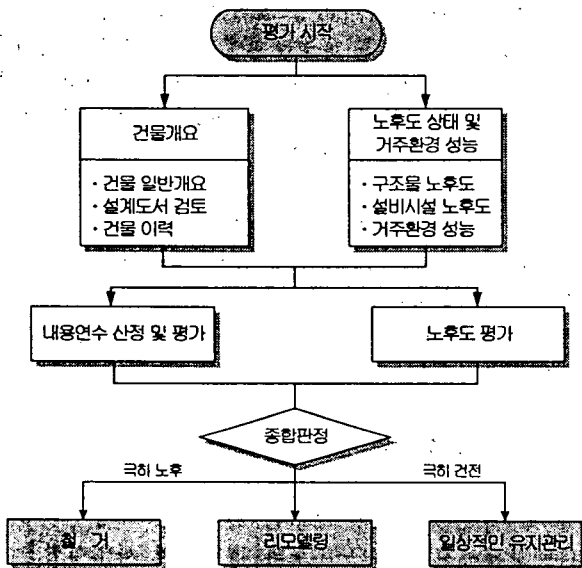 평가 시작
건물개요
· 건물 일반개요
· 설계도서 검토
· 건물 이력
노후도 상태 및
거주환경 성능
· 구조물 노후도
· 설비시설 노후도
· 거주환경 성능
내용연수 산정 및 평가
노후도 평가
종합판정
극히 노후
극히 건전
철 거
리모델링
일상적인 유지관리